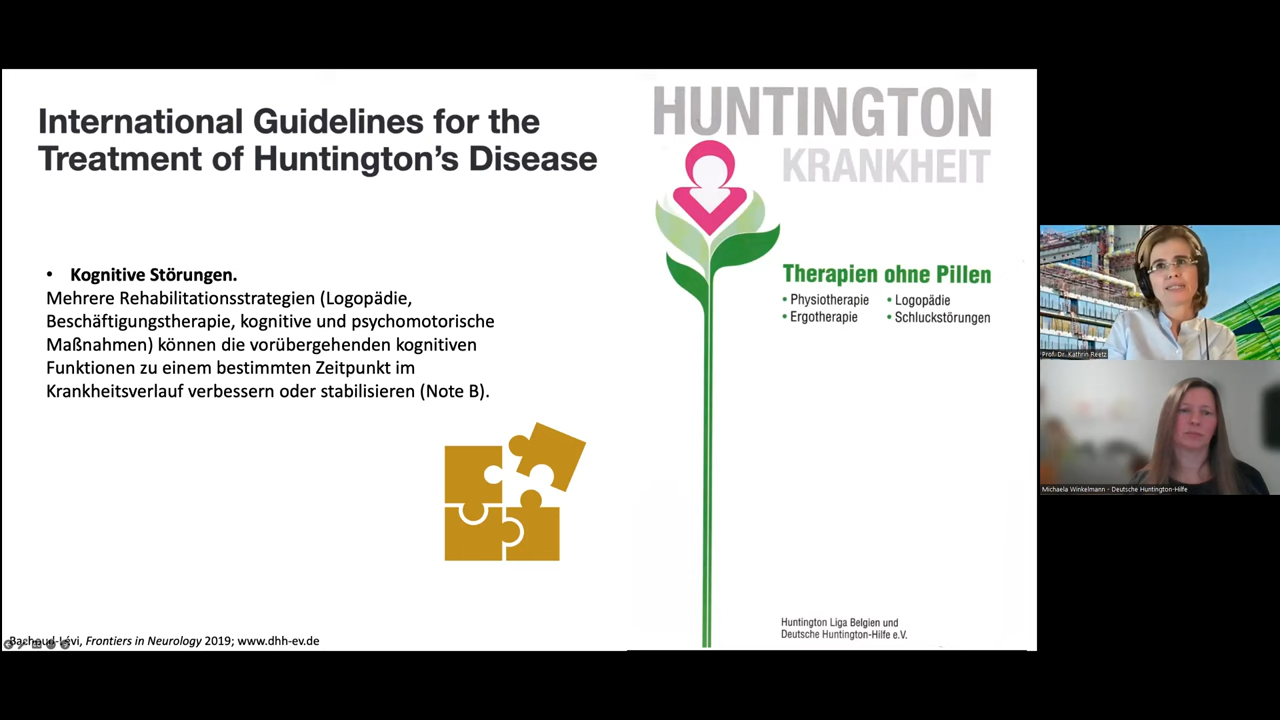 International Guidelines for the
Treatment of Huntington's Disease
• Kognitive Störungen.
Mehrere Rehabilitationsstrategien (Logopädie,
Beschäftigungstherapie, kognitive und psychomotorische
Maßnahmen) können die vorübergehenden kognitiven
Funktionen zu einem bestimmten Zeitpunkt im
Krankheitsverlauf verbessern oder stabilisieren (Note B).
Bachoud-Lévi, Frontiers in Neurology 2019; www.dhh-ev.de
HUNTINGTON
KRANKHEIT
Therapien ohne Pillen
• Physiotherapie • Logopädie
• Ergotherapie • Schluckstörungen
Huntington Liga Belgien und
Deutsche Huntington-Hilfe e.V.
Prof. Dr. Kathrin Reetz
Michaela Winkelmann - Deutsche Huntington-Hilfe